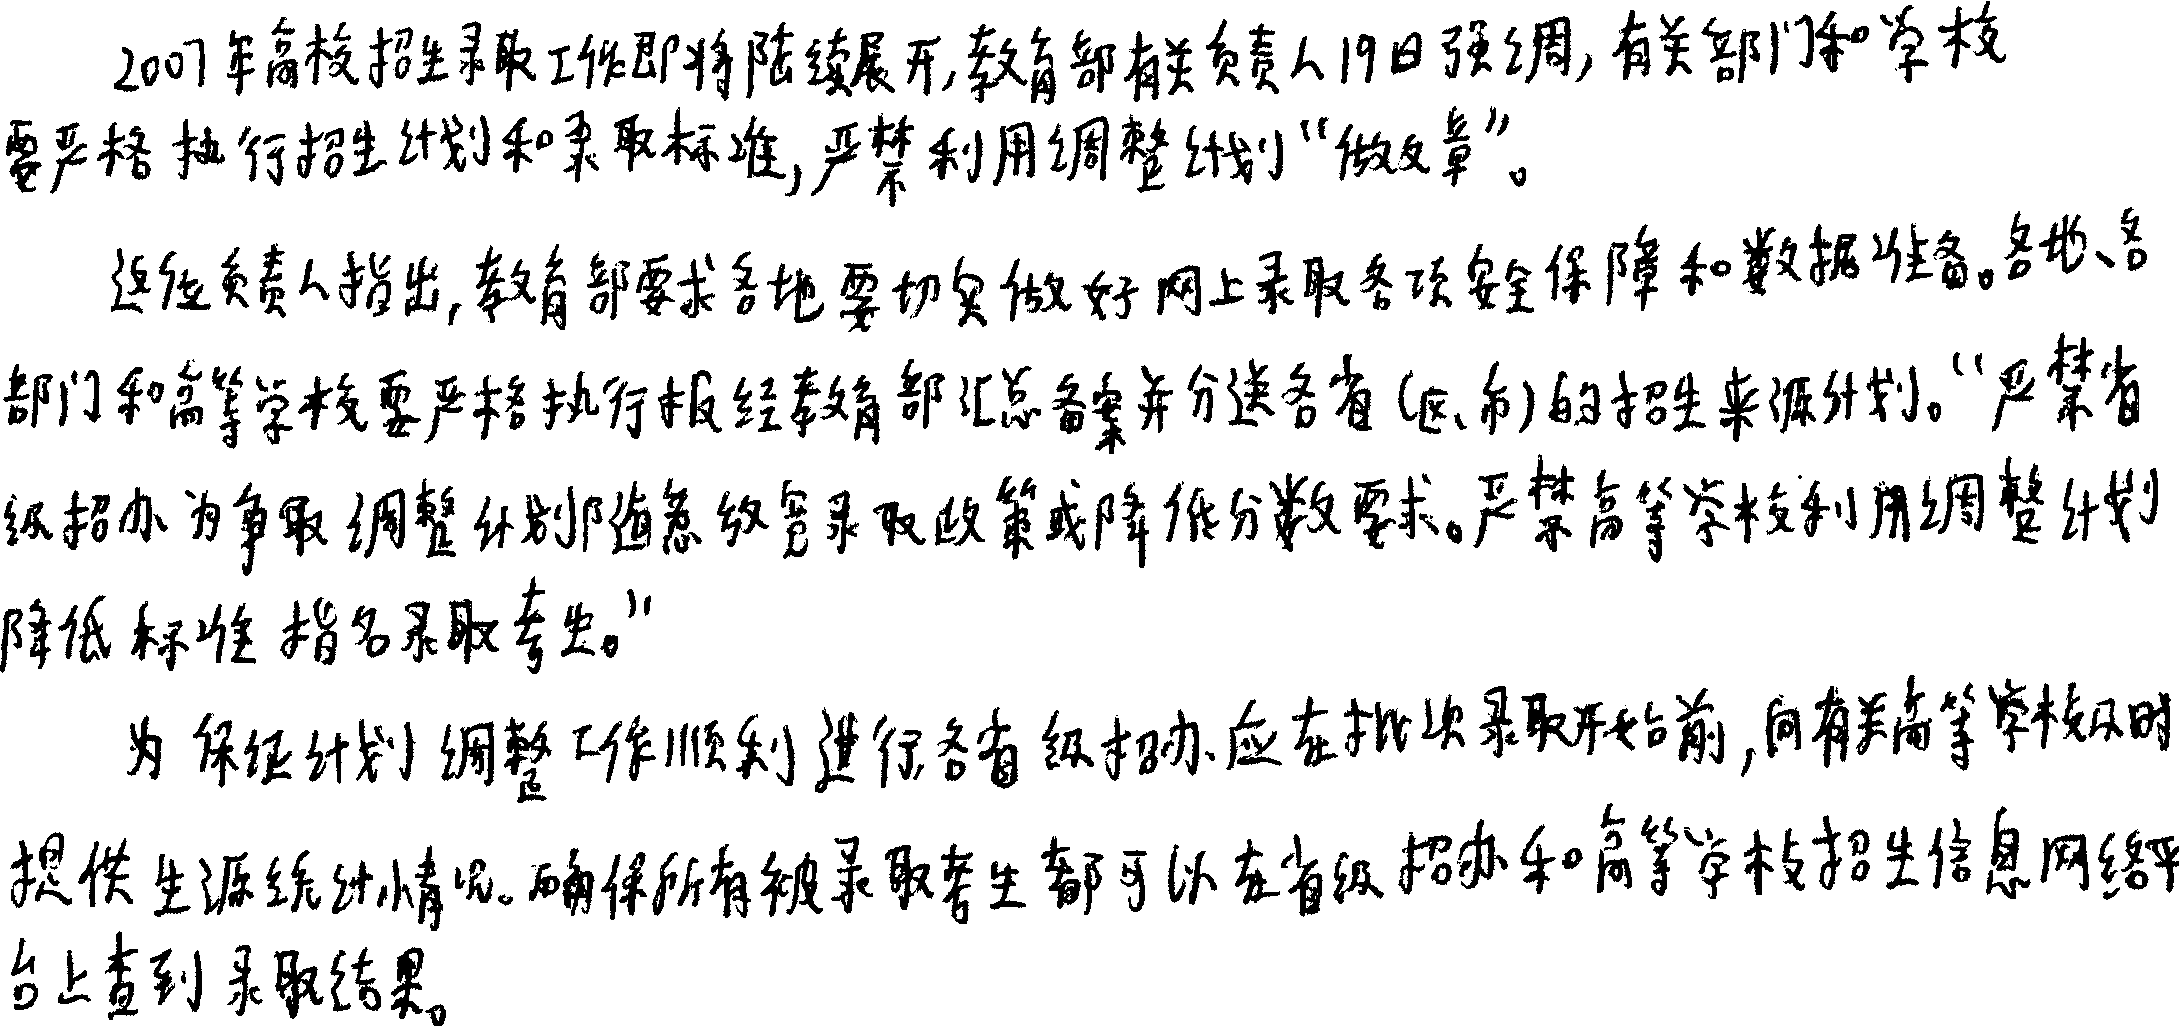 2007年高校招生录取工作即将陆续展开,教育部有关负责人19日强调,有关部门和学校
要严格执行招生计划和录取标准,严禁利用调整计划“做文章”。
这位负责人指出,教育部要求各地要切实做好网上录取各项安全保障和数据准备。各地、各
部门和高等学校要严格执行报经教育部汇总备案并分送各省(区、市)的招生来源计划。“严禁省
级招办为争取调整计划随意放宽录取政策或降低分数要求。严禁高等学校利用调整计划
降低标准指名录取考生。”
为保证计划调整工作顺利进行,各省级招办应在批次录取开始前,向有关高等学校及时
提供生源统计情况。确保所有被录取考生都可以在省级招办和高等学校招生信息网络平
台上查到录取结果。